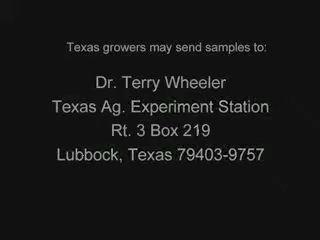 Texas growers may send samples to:
Dr. Terry Wheeler
Texas Ag. Experiment Station
Rt. 3 Box 219
Lubbock, Texas 79403-9757